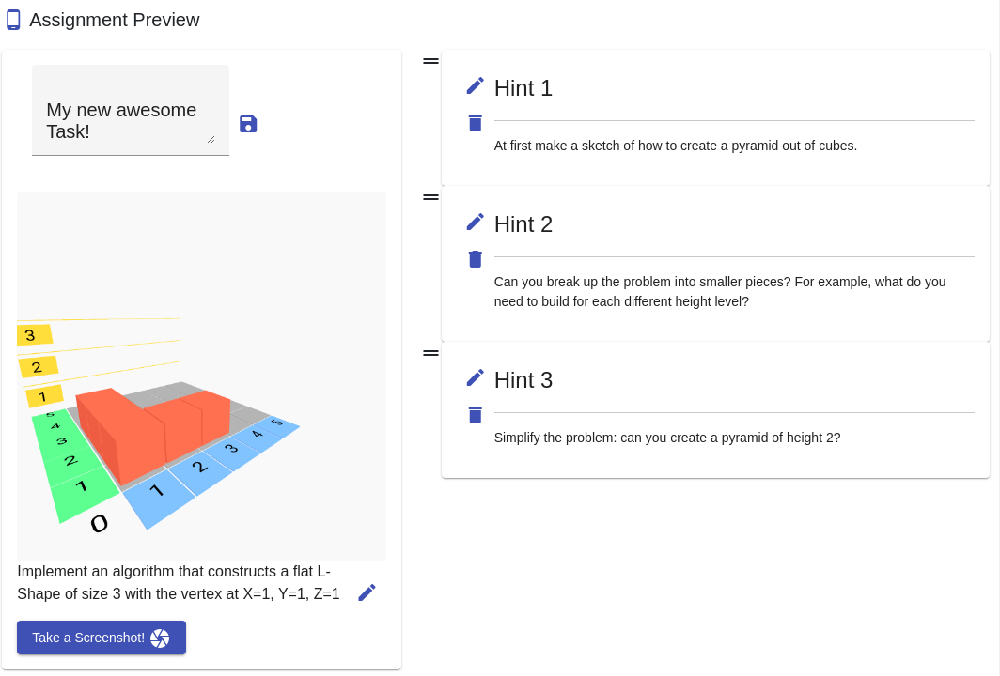 Assignment Preview
My new awesome
Task!
3
2
1
5
4
3
2
1
0
1
2
3
4
5
Implement an algorithm that constructs a flat L-
Shape of size 3 with the vertex at X=1, Y=1, Z=1
Take a Screenshot!
Hint 1
At first make a sketch of how to create a pyramid out of cubes.
Hint 2
Can you break up the problem into smaller pieces? For example, what do you
need to build for each different height level?
Hint 3
Simplify the problem: can you create a pyramid of height 2?